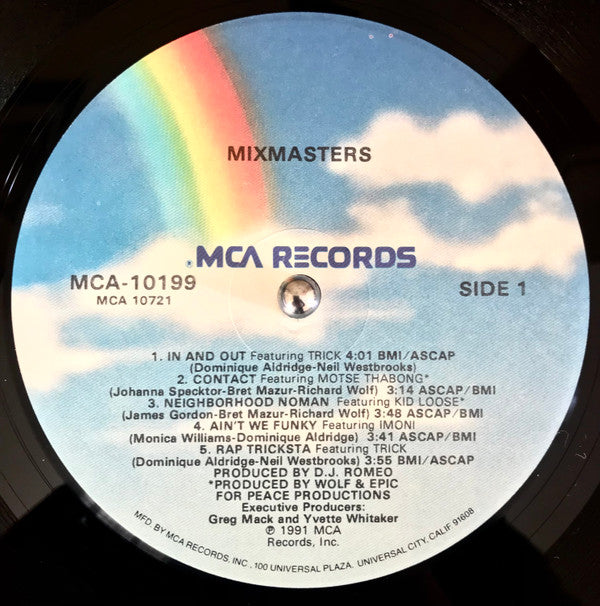 MIXMASTERS
MCA RECORDS
MCA-10199
MCA 10721
SIDE 1
1. IN AND OUT Featuring TRICK 4:01 BMI/ASCAP
(Dominique Aldridge-Neil Westbrooks)
2. CONTACT Featuring MOTSE THABONG*
(Johanna Specktor-Bret Mazur-Richard Wolf) 3:14 ASCAP/BMI
3. NEIGHBORHOOD NOMAN Featuring KID LOOSE*
(James Gordon-Bret Mazur-Richard Wolf) 3:48 ASCAP/BMI
4. AIN'T WE FUNKY Featuring IMONI
(Monica Williams-Dominique Aldridge) 3:41 ASCAP/BMI
5. RAP TRICKSTA Featuring TRICK
(Dominique Aldridge-Neil Westbrooks) 3:55 BMI/ASCAP
PRODUCED BY D.J. ROMEO
*PRODUCED BY WOLF & EPIC
FOR PEACE PRODUCTIONS
Executive Producers:
Greg Mack and Yvette Whitaker
℗ 1991 MCA
Records, Inc.
MFD. BY MCA RECORDS, INC., 100 UNIVERSAL PLAZA, UNIVERSAL CITY, CALIF. 91608